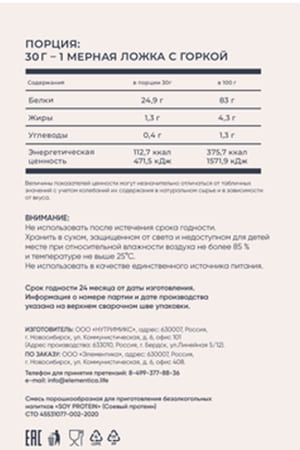 ПОРЦИЯ:
30 Г – 1 МЕРНАЯ ЛОЖКА С ГОРКОЙ
Содержание в порции 30г в 100 г
Белки 24,9 г 83 г
Жиры 1,3 г 4,3 г
Углеводы 0,4 г 1,3 г
Энергетическая 112,7 ккал 375,7 ккал
ценность 471,5 кДж 1571,9 кДж
Величины показателей ценности могут незначительно отличаться от табличных
значений с учетом колебаний их содержания в натуральном сырье и в зависимости
от вкуса.
ВНИМАНИЕ:
Не использовать после истечения срока годности.
Хранить в сухом, защищенном от света и недоступном для детей
месте при относительной влажности воздуха не более 85 %
и температуре не выше 25°С.
Не использовать в качестве единственного источника питания.
Срок годности 24 месяца от даты изготовления.
Информация о номере партии и дате производства
указана на верхнем сварочном шве упаковки.
ИЗГОТОВИТЕЛЬ: ООО «НУТРИМИКС», адрес: 630007, Россия,
г. Новосибирск, ул. Коммунистическая, д. 6, офис 101
(Адрес производства: 633010, Россия, г. Бердск, ул.Линейная 5/12).
ПО ЗАКАЗУ: ООО «Элементика», адрес: 630007, Россия,
г. Новосибирск, ул. Коммунистическая, д. 6, офис 408.
Телефон для принятия претензий: 8-499-377-88-36
e-mail: info@elementica.life
Смесь порошкообразная для приготовления безалкогольных
напитков «SOY PROTEIN» (Соевый протеин)
СТО 45531077-002-2020
EAC